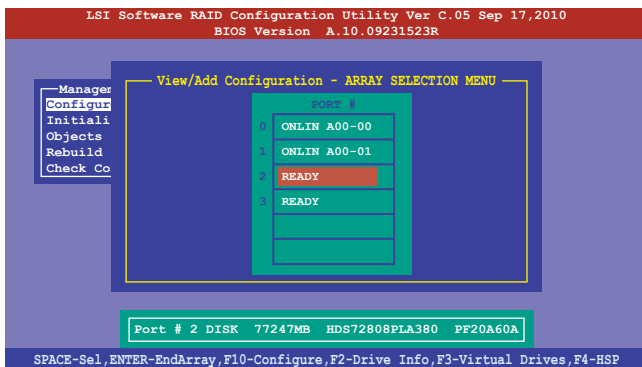 LSI Software RAID Configuration Utility Ver C.05 Sep 17,2010
BIOS Version A.10.09231523R
View/Add Configuration - ARRAY SELECTION MENU
Managem
Configur
Initiali
Objects
Rebuild
Check Co
PORT #
0 ONLIN A00-00
1 ONLIN A00-01
2 READY
3 READY
Port # 2 DISK 77247MB HDS72808PLA380 PF20A60A
SPACE-Sel,ENTER-EndArray,F10-Configure,F2-Drive Info,F3-Virtual Drives,F4-HSP